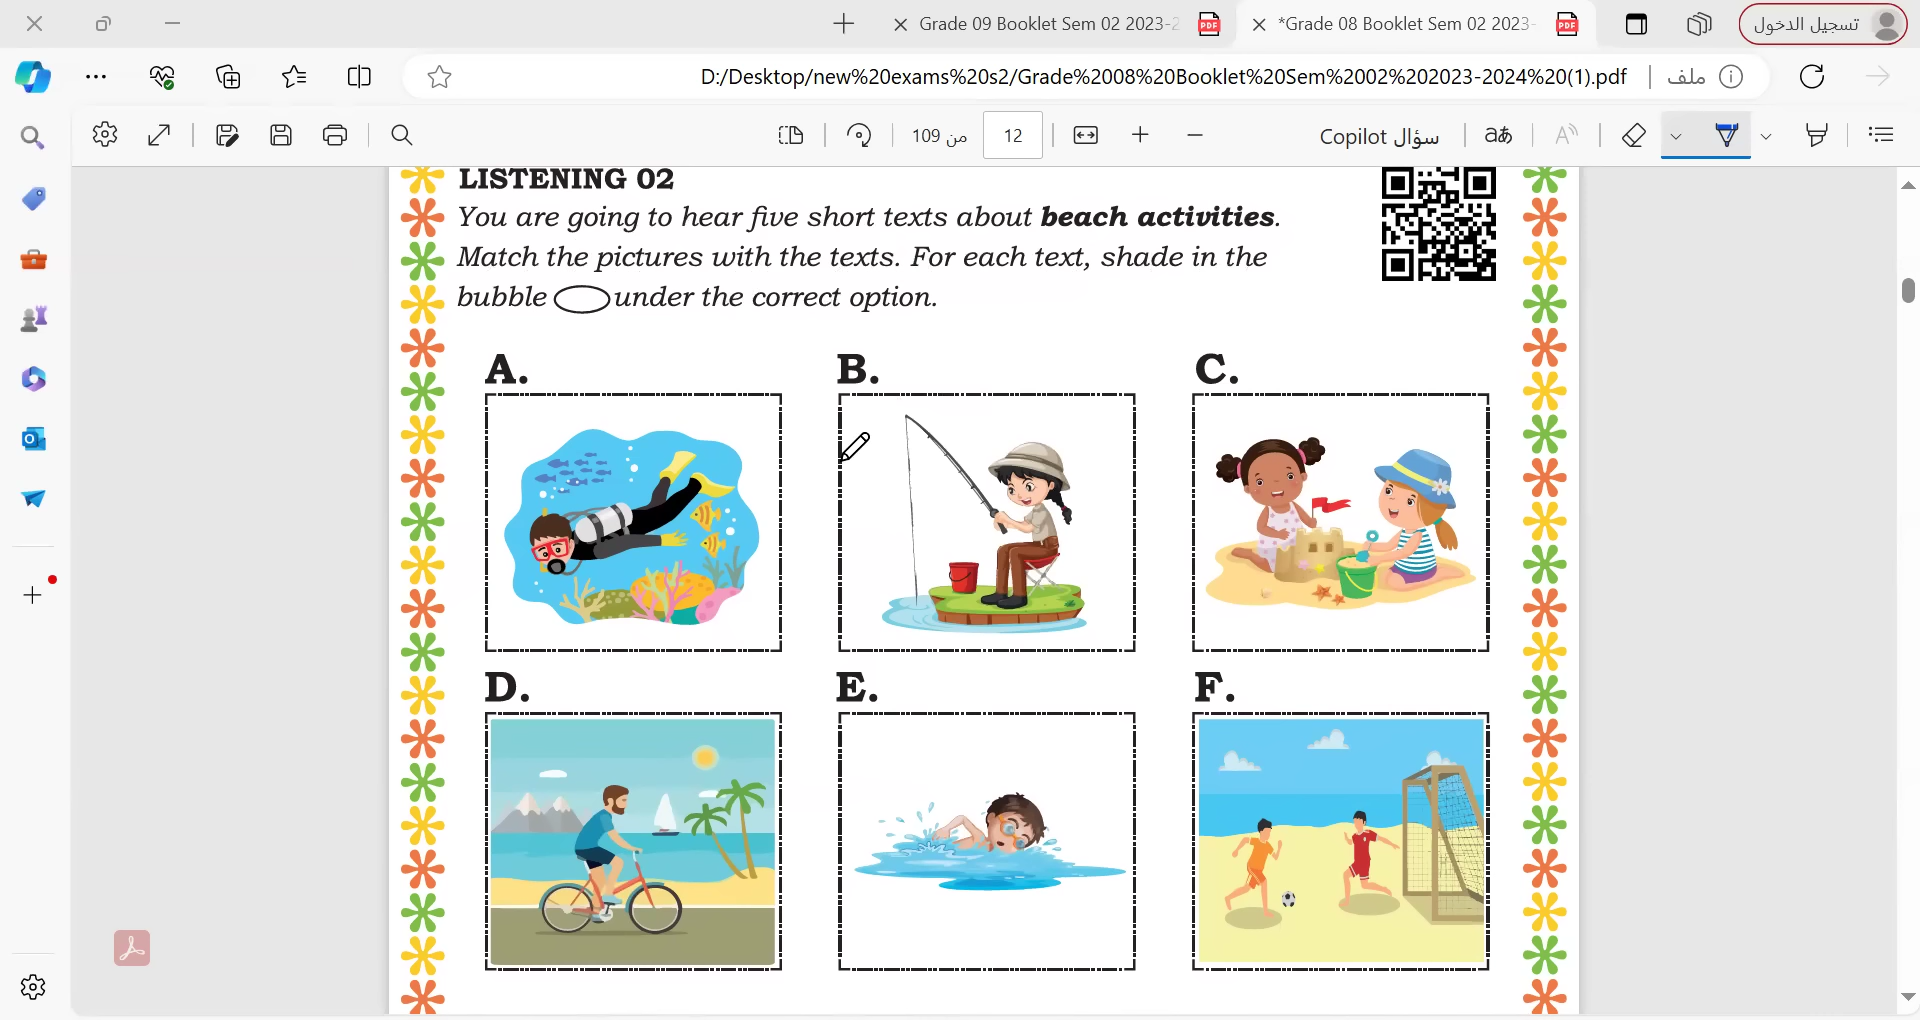 Grade 09 Booklet Sem 02 2023-2
*Grade 08 Booklet Sem 02 2023-
تسجيل الدخول
D:/Desktop/new%20exams%20s2/Grade%2008%20Booklet%20Sem%2002%202023-2024%20(1).pdf
ملف
من 109
12
سؤال Copilot
LISTENING 02
You are going to hear five short texts about beach activities.
Match the pictures with the texts. For each text, shade in the
bubble under the correct option.
A.
B.
C.
D.
E.
F.